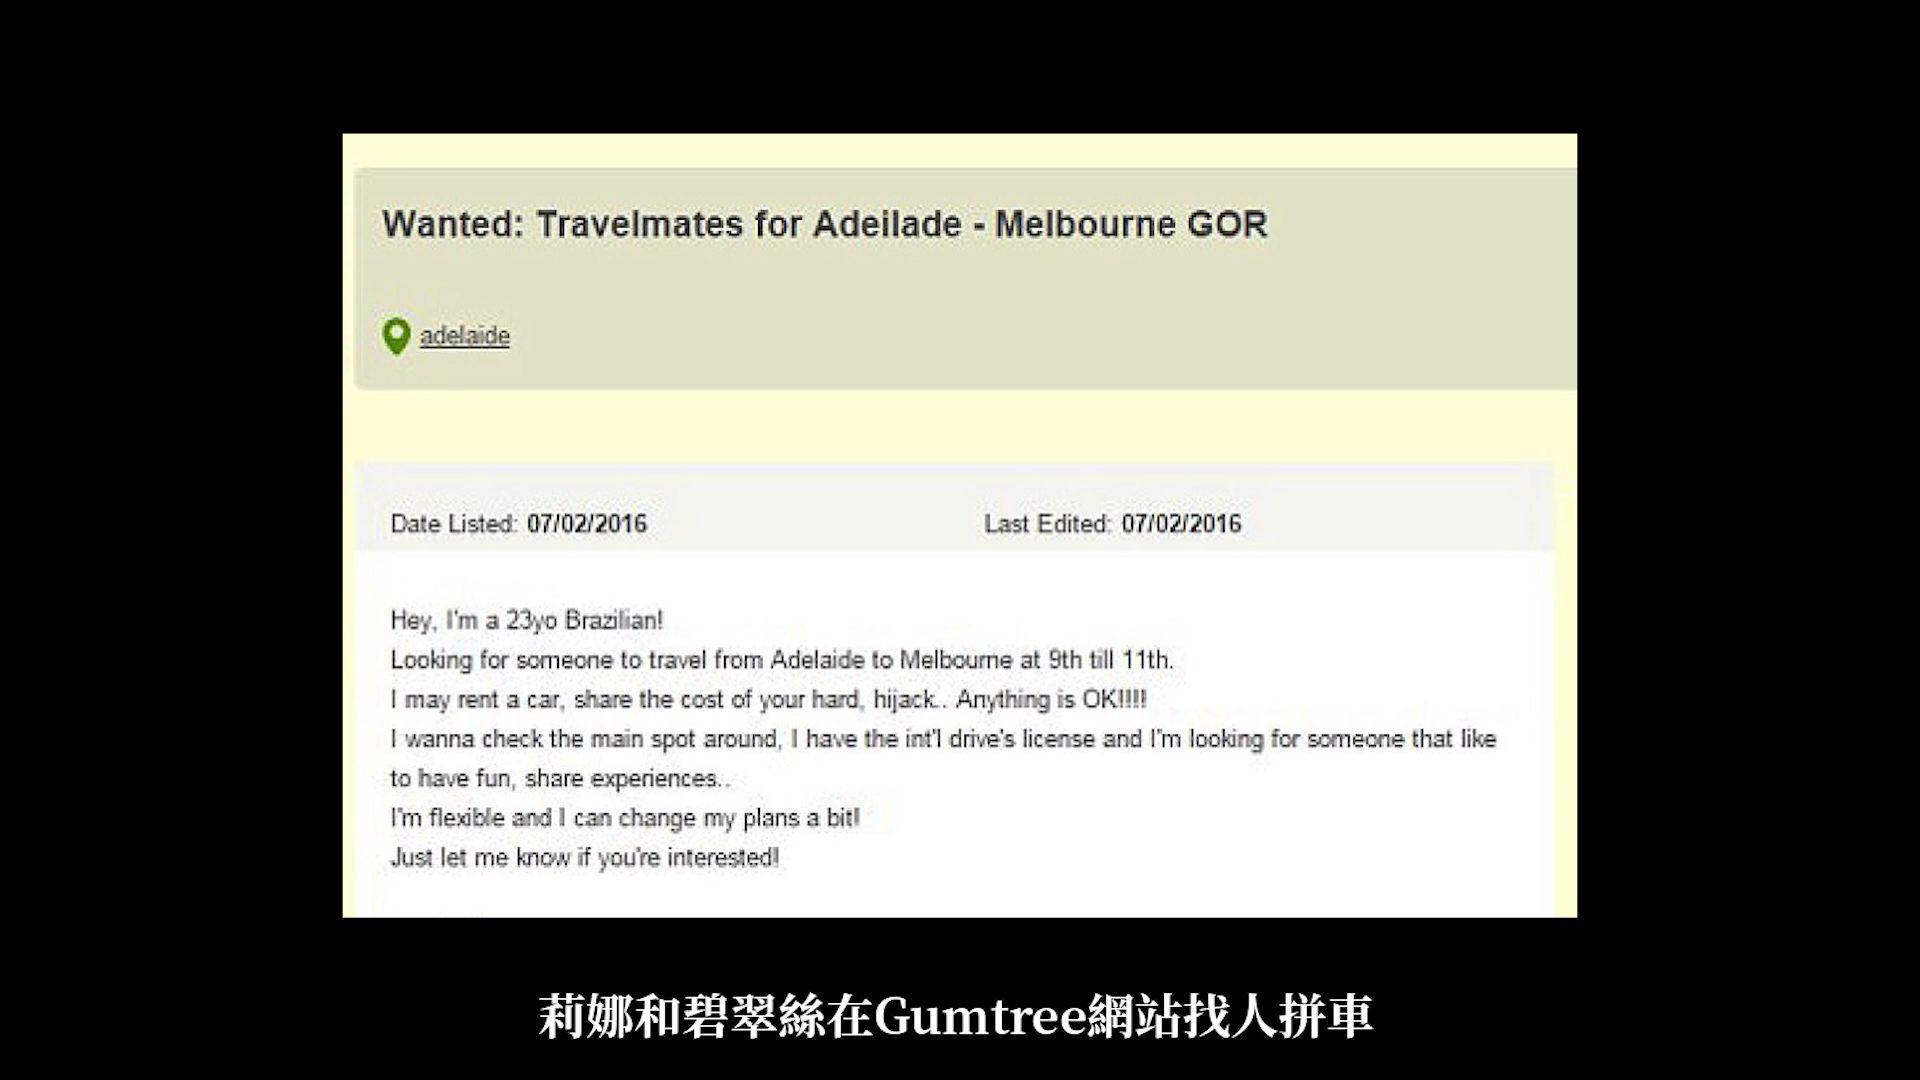 Wanted: Travelmates for Adeilade - Melbourne GOR
adelaide
Date Listed: 07/02/2016
Last Edited: 07/02/2016
Hey, I'm a 23yo Brazilian!
Looking for someone to travel from Adelaide to Melbourne at 9th till 11th.
I may rent a car, share the cost of your hard, hijack.. Anything is OK!!!!
I wanna check the main spot around, I have the int'l drive's license and I'm looking for someone that like
to have fun, share experiences..
I'm flexible and I can change my plans a bit!
Just let me know if you're interested!
莉娜和碧翠絲在Gumtree網站找人拼車